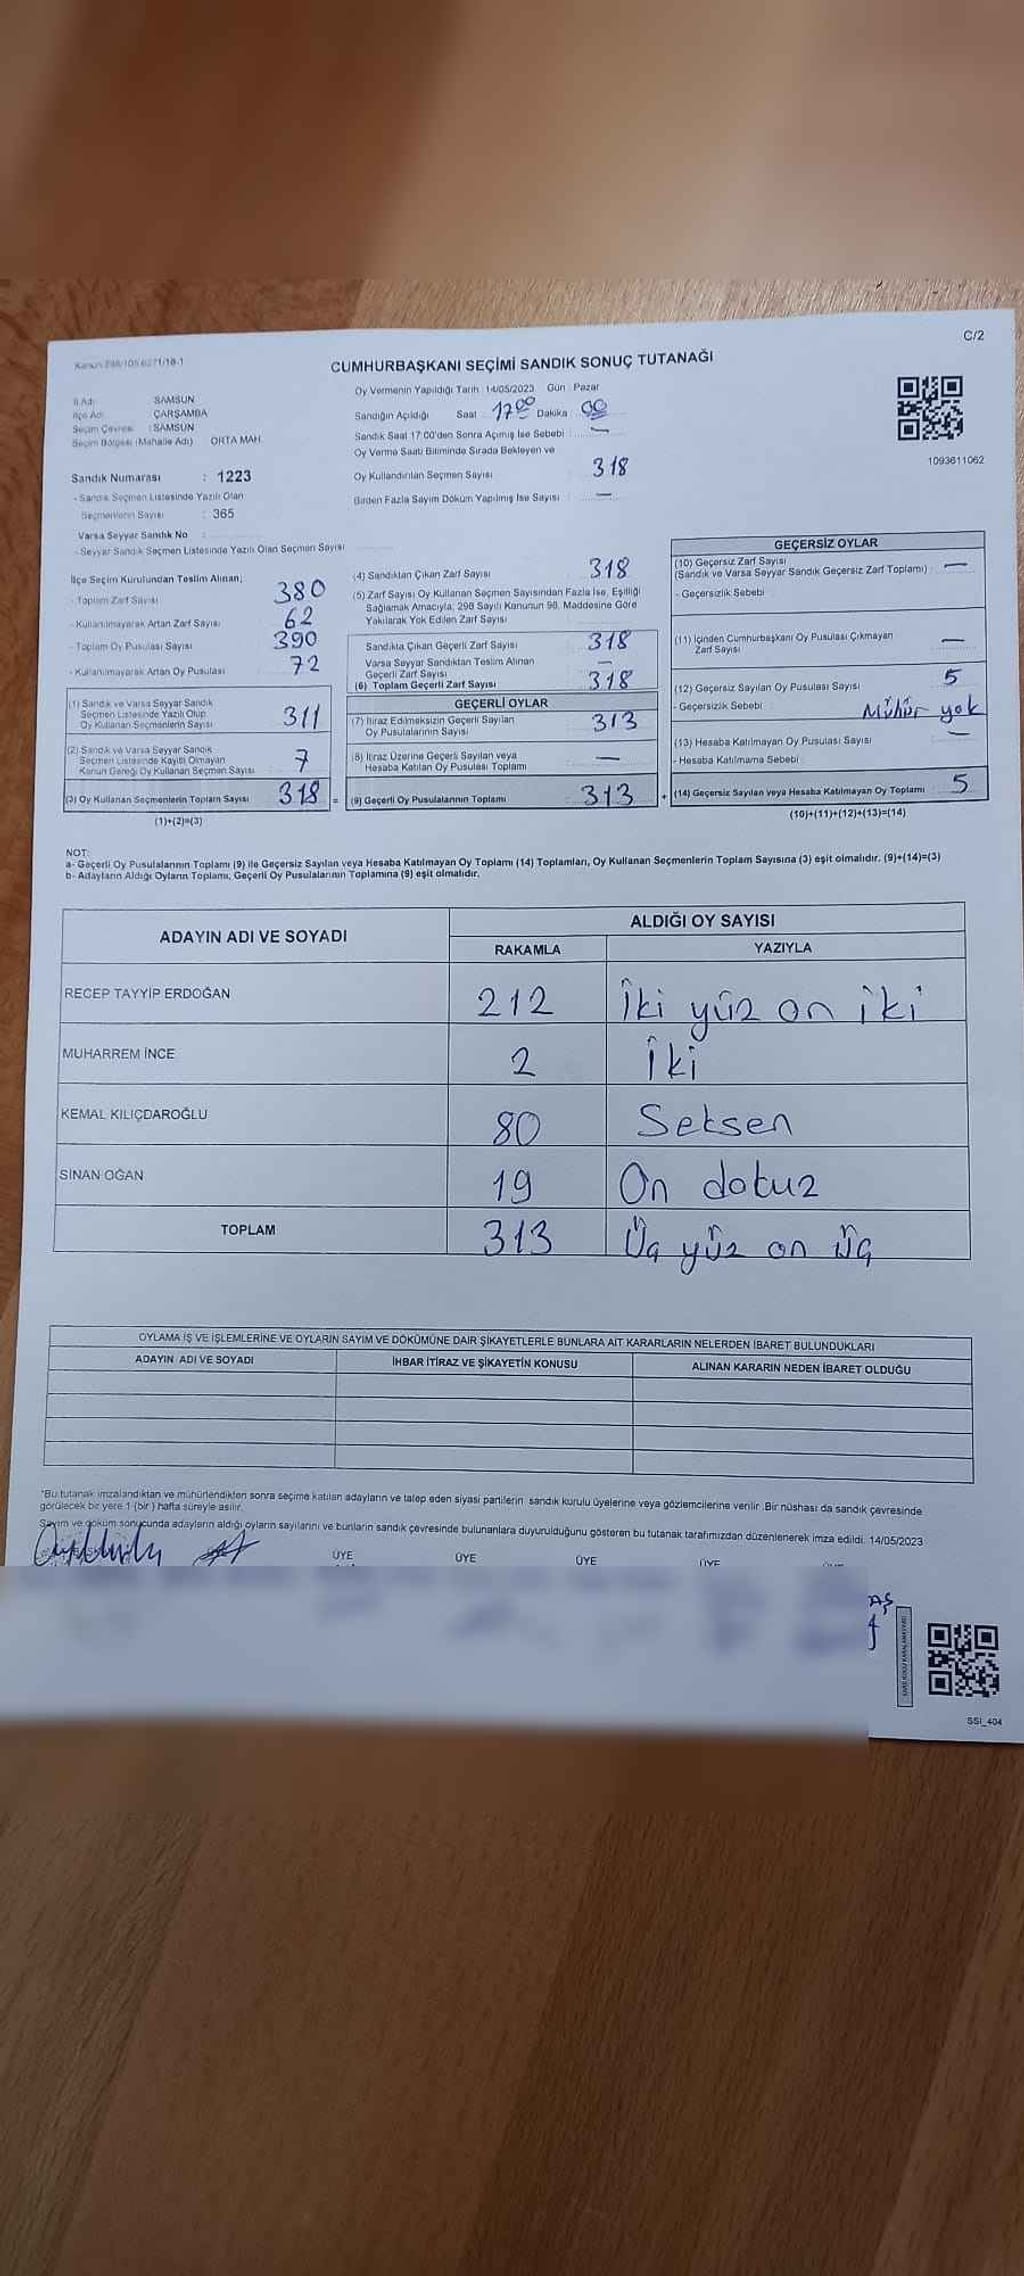 C/2
CUMHURBAŞKANI SEÇİMİ SANDIK SONUÇ TUTANAĞI
Oy Vermenin Yapıldığı Tarih : 14/05/2023 Gün : Pazar
İl Adı : SAMSUN
İlçe Adı : ÇARŞAMBA
Seçim Çevresi : SAMSUN
Seçim Bölgesi (Mahalle Adı) ORTA MAH.
Sandığın Açıldığı Saat 17 00 Dakika 00
Sandık Saat 17:00'den Sonra Açılmış İse Sebebi : —
Oy Verme Saati Bitiminde Sırada Bekleyen ve
Oy Kullandırılan Seçmen Sayısı 318
Birden Fazla Sayım Döküm Yapılmış İse Sayısı —
1093611062
Sandık Numarası : 1223
- Sandık Seçmen Listesinde Yazılı Olan
Seçmenlerin Sayısı : 365
Varsa Seyyar Sandık No :
- Seyyar Sandık Seçmen Listesinde Yazılı Olan Seçmen Sayısı
İlçe Seçim Kurulundan Teslim Alınan;
- Toplam Zarf Sayısı 380
- Kullanılmayarak Artan Zarf Sayısı 62
- Toplam Oy Pusulası Sayısı 390
- Kullanılmayarak Artan Oy Pusulası 72
(1) Sandık ve Varsa Seyyar Sandık
Seçmen Listesinde Yazılı Olup
Oy Kullanan Seçmenlerin Sayısı 311
(2) Sandık ve Varsa Seyyar Sandık
Seçmen Listesinde Kayıtlı Olmayan
Kanun Gereği Oy Kullanan Seçmen Sayısı 7
(3) Oy Kullanan Seçmenlerin Toplam Sayısı 318 =
(1)+(2)=(3)
(4) Sandıktan Çıkan Zarf Sayısı 318
(5) Zarf Sayısı Oy Kullanan Seçmen Sayısından Fazla İse, Eşitliği
Sağlamak Amacıyla; 298 Sayılı Kanunun 98. Maddesine Göre
Yakılarak Yok Edilen Zarf Sayısı
Sandıkta Çıkan Geçerli Zarf Sayısı 318
Varsa Seyyar Sandıktan Teslim Alınan
Geçerli Zarf Sayısı —
(6) Toplam Geçerli Zarf Sayısı 318
GEÇERLİ OYLAR
(7) İtiraz Edilmeksizin Geçerli Sayılan
Oy Pusulalarının Sayısı 313
(8) İtiraz Üzerine Geçerli Sayılan veya
Hesaba Katılan Oy Pusulası Toplamı —
(9) Geçerli Oy Pusulalarının Toplamı 313 +
GEÇERSİZ OYLAR
(10) Geçersiz Zarf Sayısı
(Sandık ve Varsa Seyyar Sandık Geçersiz Zarf Toplamı) : —
- Geçersizlik Sebebi
(11) İçinden Cumhurbaşkanı Oy Pusulası Çıkmayan
Zarf Sayısı —
(12) Geçersiz Sayılan Oy Pusulası Sayısı 5
- Geçersizlik Sebebi Mühür yok
(13) Hesaba Katılmayan Oy Pusulası Sayısı —
- Hesaba Katılmama Sebebi
(14) Geçersiz Sayılan veya Hesaba Katılmayan Oy Toplamı 5
(10)+(11)+(12)+(13)=(14)
NOT:
a- Geçerli Oy Pusulalarının Toplamı (9) ile Geçersiz Sayılan veya Hesaba Katılmayan Oy Toplamı (14) Toplamları, Oy Kullanan Seçmenlerin Toplam Sayısına (3) eşit olmalıdır. (9)+(14)=(3)
b- Adayların Aldığı Oyların Toplamı, Geçerli Oy Pusulalarının Toplamına (9) eşit olmalıdır.
ADAYIN ADI VE SOYADI
ALDIĞI OY SAYISI
RAKAMLA YAZIYLA
RECEP TAYYİP ERDOĞAN 212 İki yüz on iki
MUHARREM İNCE 2 İki
KEMAL KILIÇDAROĞLU 80 Seksen
SİNAN OĞAN 19 On dokuz
TOPLAM 313 Üç yüz on üç
OYLAMA İŞ VE İŞLEMLERİNE VE OYLARIN SAYIM VE DÖKÜMÜNE DAİR ŞİKAYETLERLE BUNLARA AİT KARARLARIN NELERDEN İBARET BULUNDUKLARI
ADAYIN ADI VE SOYADI İHBAR İTİRAZ VE ŞİKAYETİN KONUSU ALINAN KARARIN NEDEN İBARET OLDUĞU
*Bu tutanak imzalandıktan ve mühürlendikten sonra seçime katılan adayların ve talep eden siyasi partilerin sandık kurulu üyelerine veya gözlemcilerine verilir. Bir nüshası da sandık çevresinde
görülecek bir yere 1 (bir) hafta süreyle asılır.
Sayım ve döküm sonucunda adayların aldığı oyların sayılarını ve bunların sandık çevresinde bulunanlara duyurulduğunu gösteren bu tutanak tarafımızdan düzenlenerek imza edildi. 14/05/2023
ÜYE ÜYE ÜYE ÜYE
SSI_404